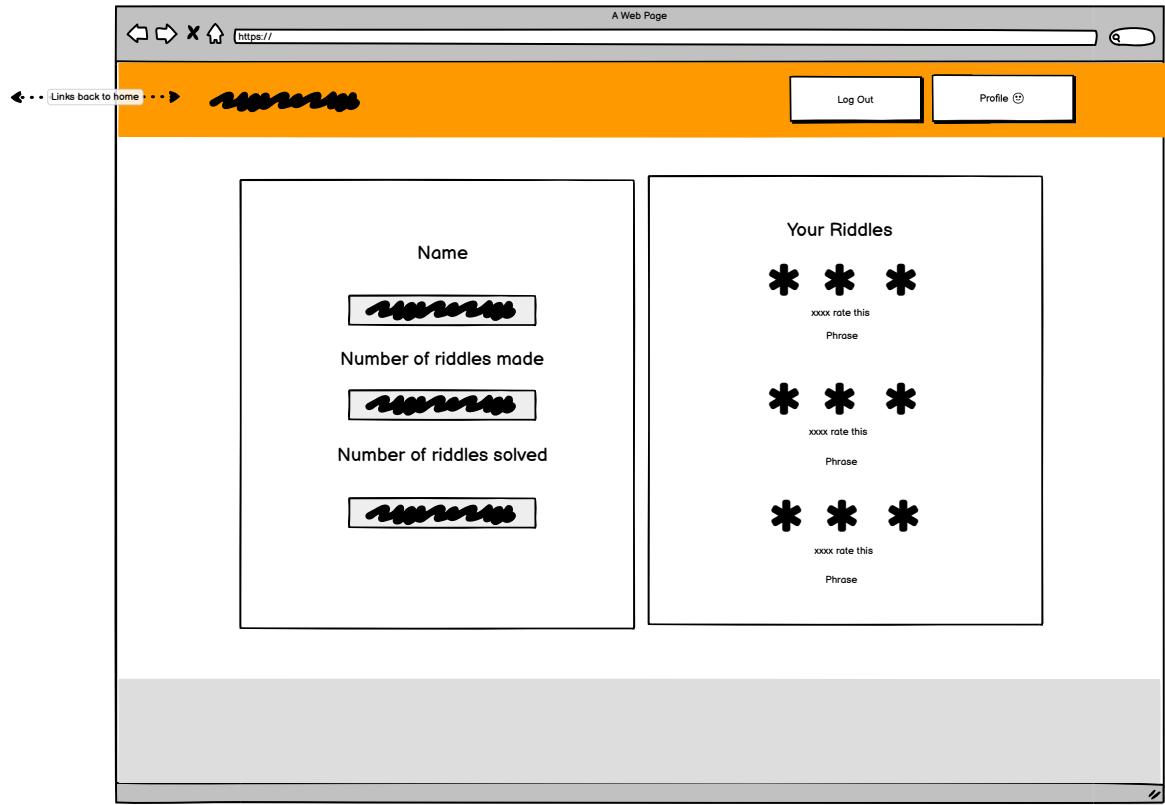 A Web Page
https://
Links back to home
Log Out
Profile
Name
Number of riddles made
Number of riddles solved
Your Riddles
xxxx rate this
Phrase
xxxx rate this
Phrase
xxxx rate this
Phrase